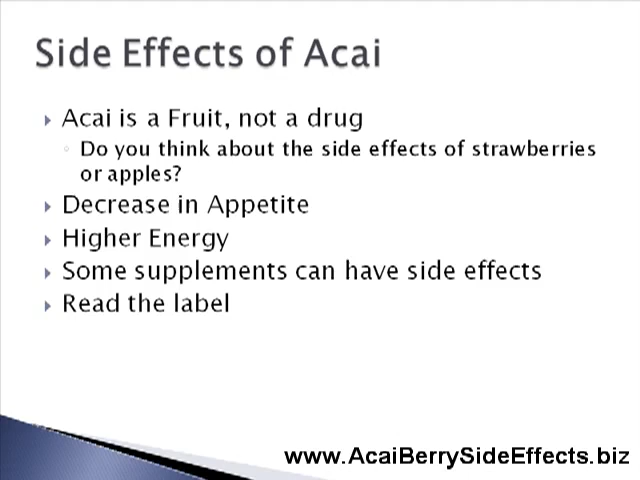 Side Effects of Acai
Acai is a Fruit, not a drug
Do you think about the side effects of strawberries
or apples?
Decrease in Appetite
Higher Energy
Some supplements can have side effects
Read the label
www.AcaiBerrySideEffects.biz